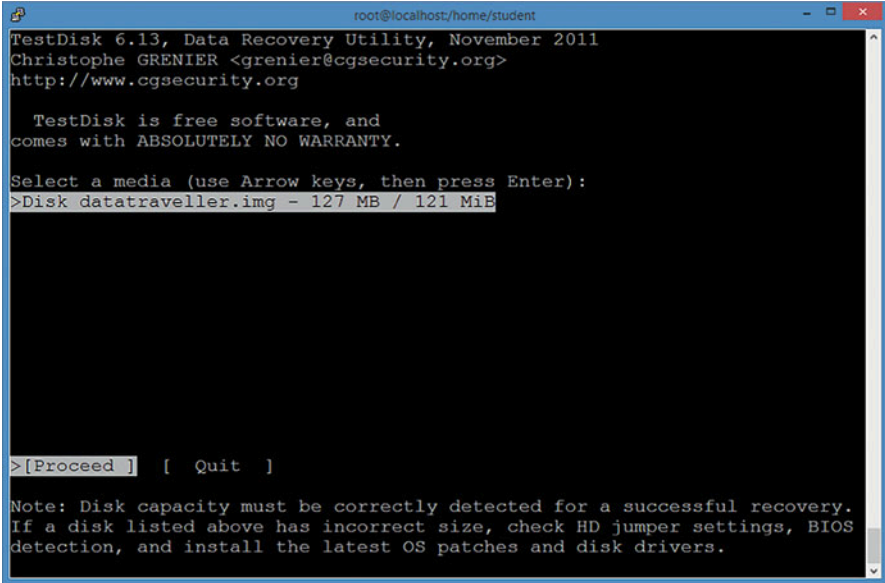 root@localhost:/home/student
TestDisk 6.13, Data Recovery Utility, November 2011
Christophe GRENIER <grenier@cgsecurity.org>
http://www.cgsecurity.org
TestDisk is free software, and
comes with ABSOLUTELY NO WARRANTY.
Select a media (use Arrow keys, then press Enter):
>Disk datatraveller.img - 127 MB / 121 MiB
>[Proceed ]  [  Quit  ]
Note: Disk capacity must be correctly detected for a successful recovery.
If a disk listed above has incorrect size, check HD jumper settings, BIOS
detection, and install the latest OS patches and disk drivers.